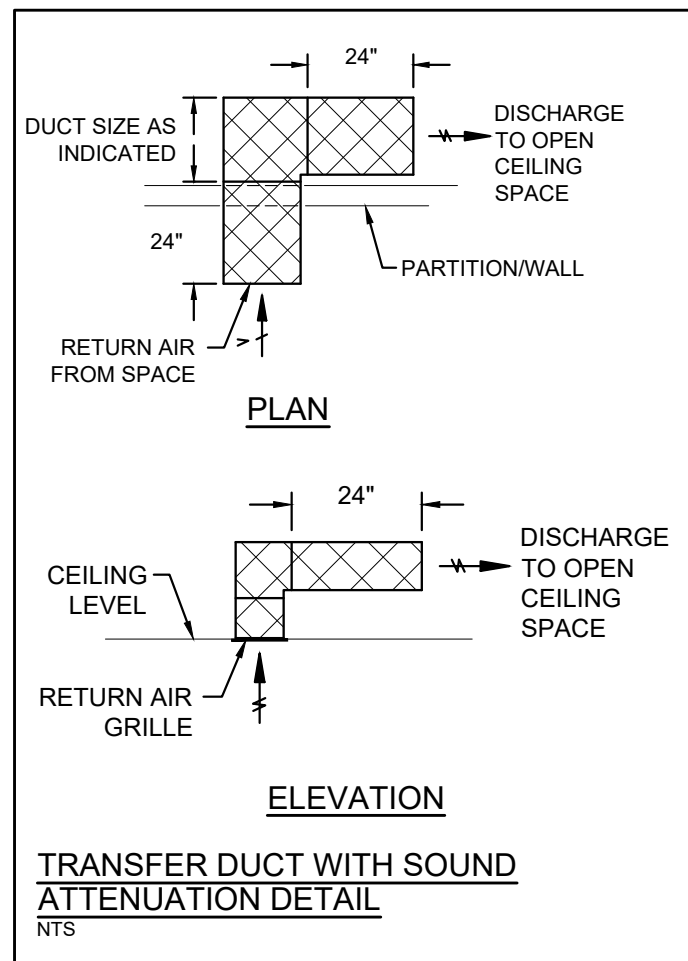 24"
DUCT SIZE AS
INDICATED
DISCHARGE
TO OPEN
CEILING
SPACE
24"
PARTITION/WALL
RETURN AIR
FROM SPACE
PLAN
24"
DISCHARGE
TO OPEN
CEILING
SPACE
CEILING
LEVEL
RETURN AIR
GRILLE
ELEVATION
TRANSFER DUCT WITH SOUND
ATTENUATION DETAIL
NTS